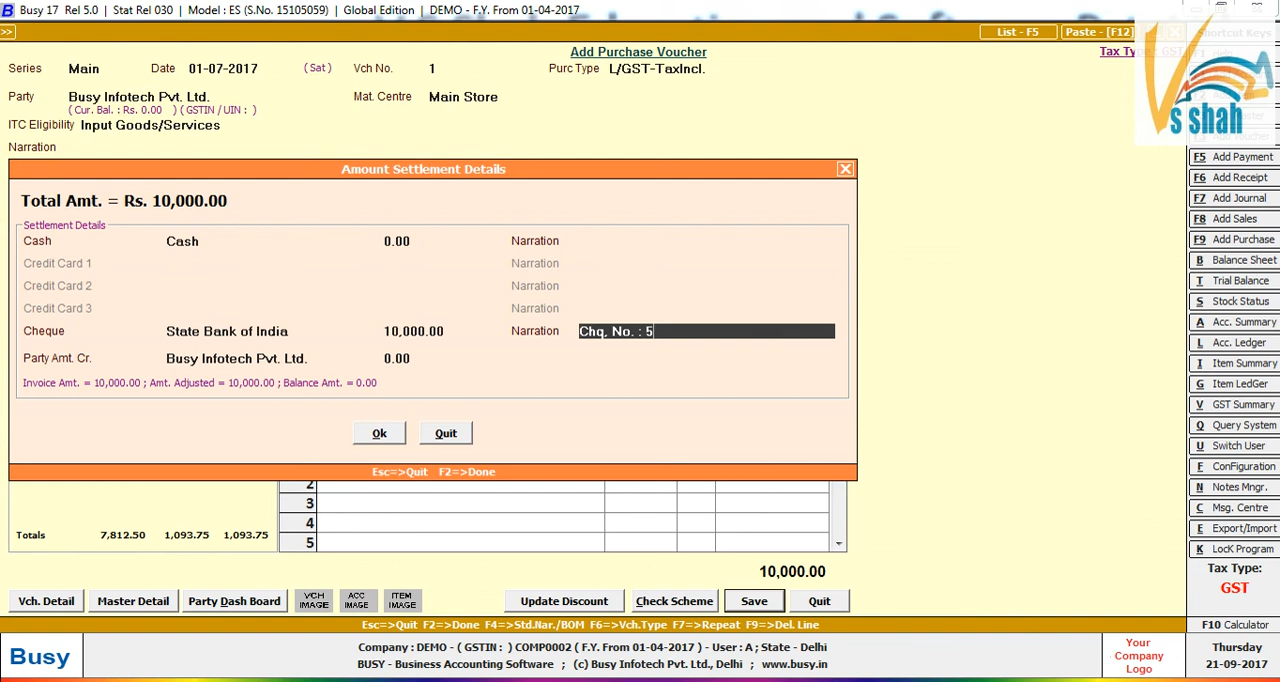 Busy 17 Rel 5.0 | Stat Rel 030 | Model : ES (S.No. 15105059) | Global Edition | DEMO - F.Y. From 01-04-2017
>> List - F5 Paste - [F12]
Add Purchase Voucher
Series Main Date 01-07-2017 (Sat) Vch No. 1 Purc Type L/GST-TaxIncl.
Party Busy Infotech Pvt. Ltd. Mat. Centre Main Store
( Cur. Bal. : Rs. 0.00 ) ( GSTIN / UIN : )
ITC Eligibility Input Goods/Services
Narration
Vs shah
Amount Settlement Details
Total Amt. = Rs. 10,000.00
Settlement Details
Cash Cash 0.00 Narration
Credit Card 1 Narration
Credit Card 2 Narration
Credit Card 3 Narration
Cheque State Bank of India 10,000.00 Narration Chq. No. : 5
Party Amt. Cr. Busy Infotech Pvt. Ltd. 0.00
Invoice Amt. = 10,000.00 ; Amt. Adjusted = 10,000.00 ; Balance Amt. = 0.00
Ok Quit
Esc=>Quit F2=>Done
2
3
4
5
Totals 7,812.50 1,093.75 1,093.75
10,000.00
Vch. Detail Master Detail Party Dash Board VCH IMAGE ACC IMAGE ITEM IMAGE Update Discount Check Scheme Save Quit
Esc=>Quit F2=>Done F4=>Std.Nar./BOM F6=>Vch.Type F7=>Repeat F9=>Del. Line
F5 Add Payment
F6 Add Receipt
F7 Add Journal
F8 Add Sales
F9 Add Purchase
B Balance Sheet
T Trial Balance
S Stock Status
A Acc. Summary
L Acc. Ledger
I Item Summary
G Item LedGer
V GST Summary
Q Query System
U Switch User
F ConFiguration
N Notes Mngr.
C Msg. Centre
E Export/Import
K LocK Program
Tax Type:
GST
F10 Calculator
Busy
Company : DEMO - ( GSTIN : ) COMP0002 ( F.Y. From 01-04-2017 ) - User : A ; State - Delhi
BUSY - Business Accounting Software ; (c) Busy Infotech Pvt. Ltd., Delhi ; www.busy.in
Your
Company
Logo
Thursday
21-09-2017